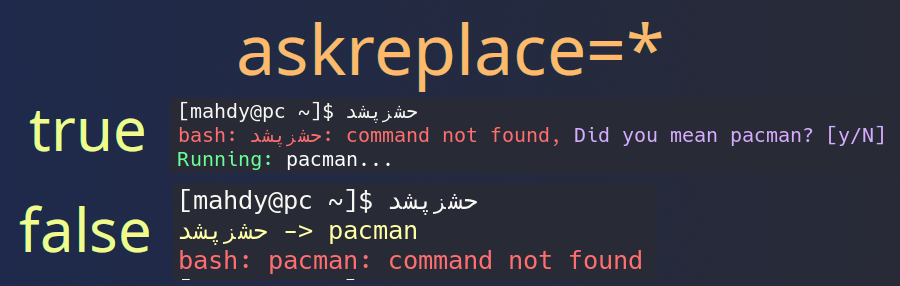 askreplace=*
true
[mahdy@pc ~]$ حشزپشد
bash: حشزپشد: command not found, Did you mean pacman? [y/N]
Running: pacman...
false
[mahdy@pc ~]$ حشزپشد
حشزپشد -> pacman
bash: pacman: command not found